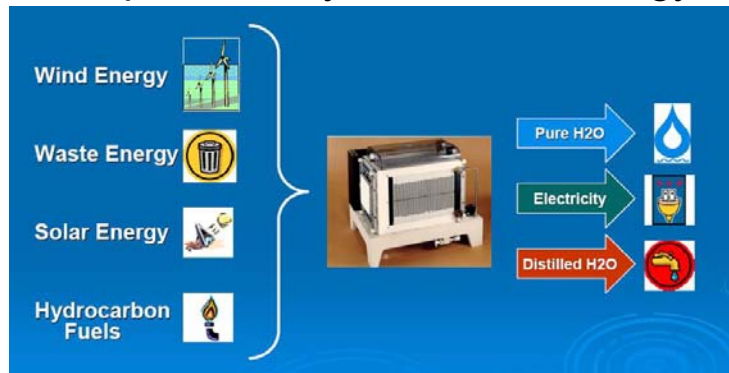 Wind Energy
Waste Energy
Solar Energy
Hydrocarbon
Fuels
Pure H2O
Electricity
Distilled H2O